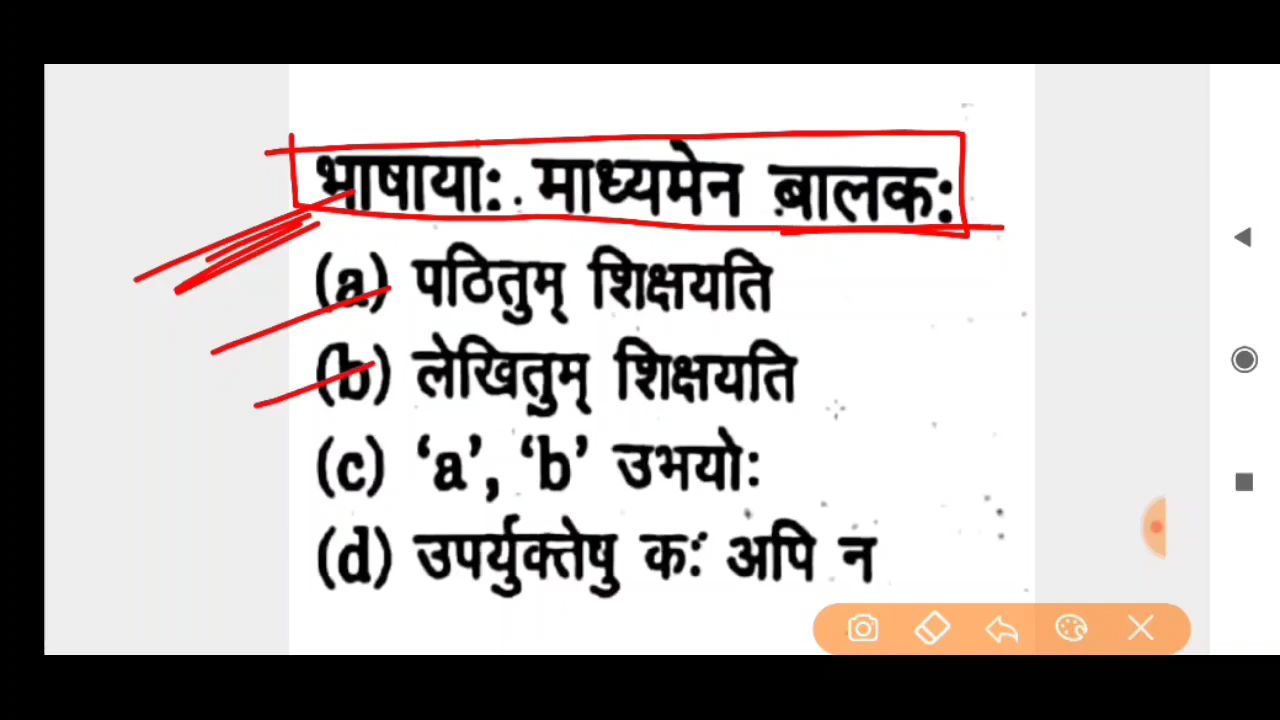 भाषायाः माध्यमेन बालकः
(a) पठितुम् शिक्षयति
(b) लेखितुम् शिक्षयति
(c) ‘a’, ‘b’ उभयोः
(d) उपर्युक्तेषु कः अपि न